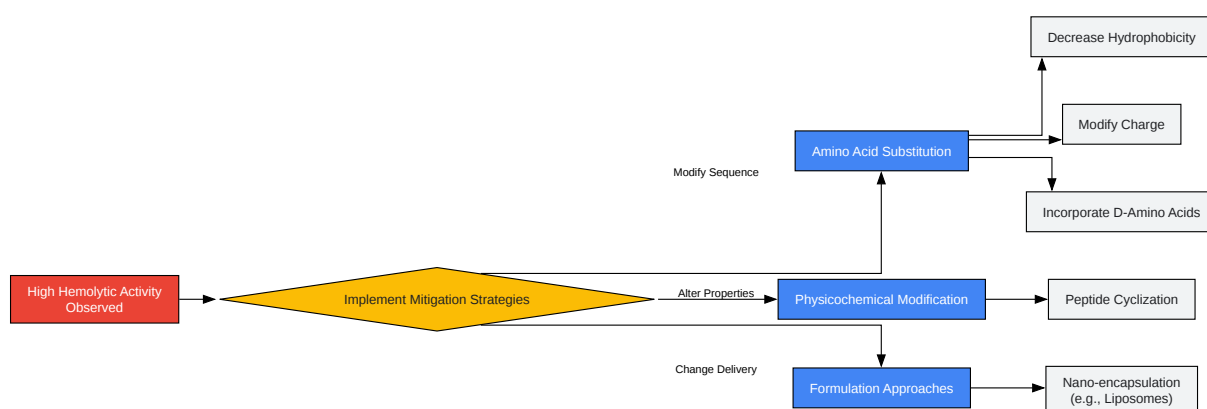 Decrease Hydrophobicity
Modify Charge
Amino Acid Substitution
Modify Sequence
Incorporate D-Amino Acids
High Hemolytic Activity
Observed
Implement Mitigation Strategies
Alter Properties
Physicochemical Modification
Peptide Cyclization
Change Delivery
Formulation Approaches
Nano-encapsulation
(e.g., Liposomes)